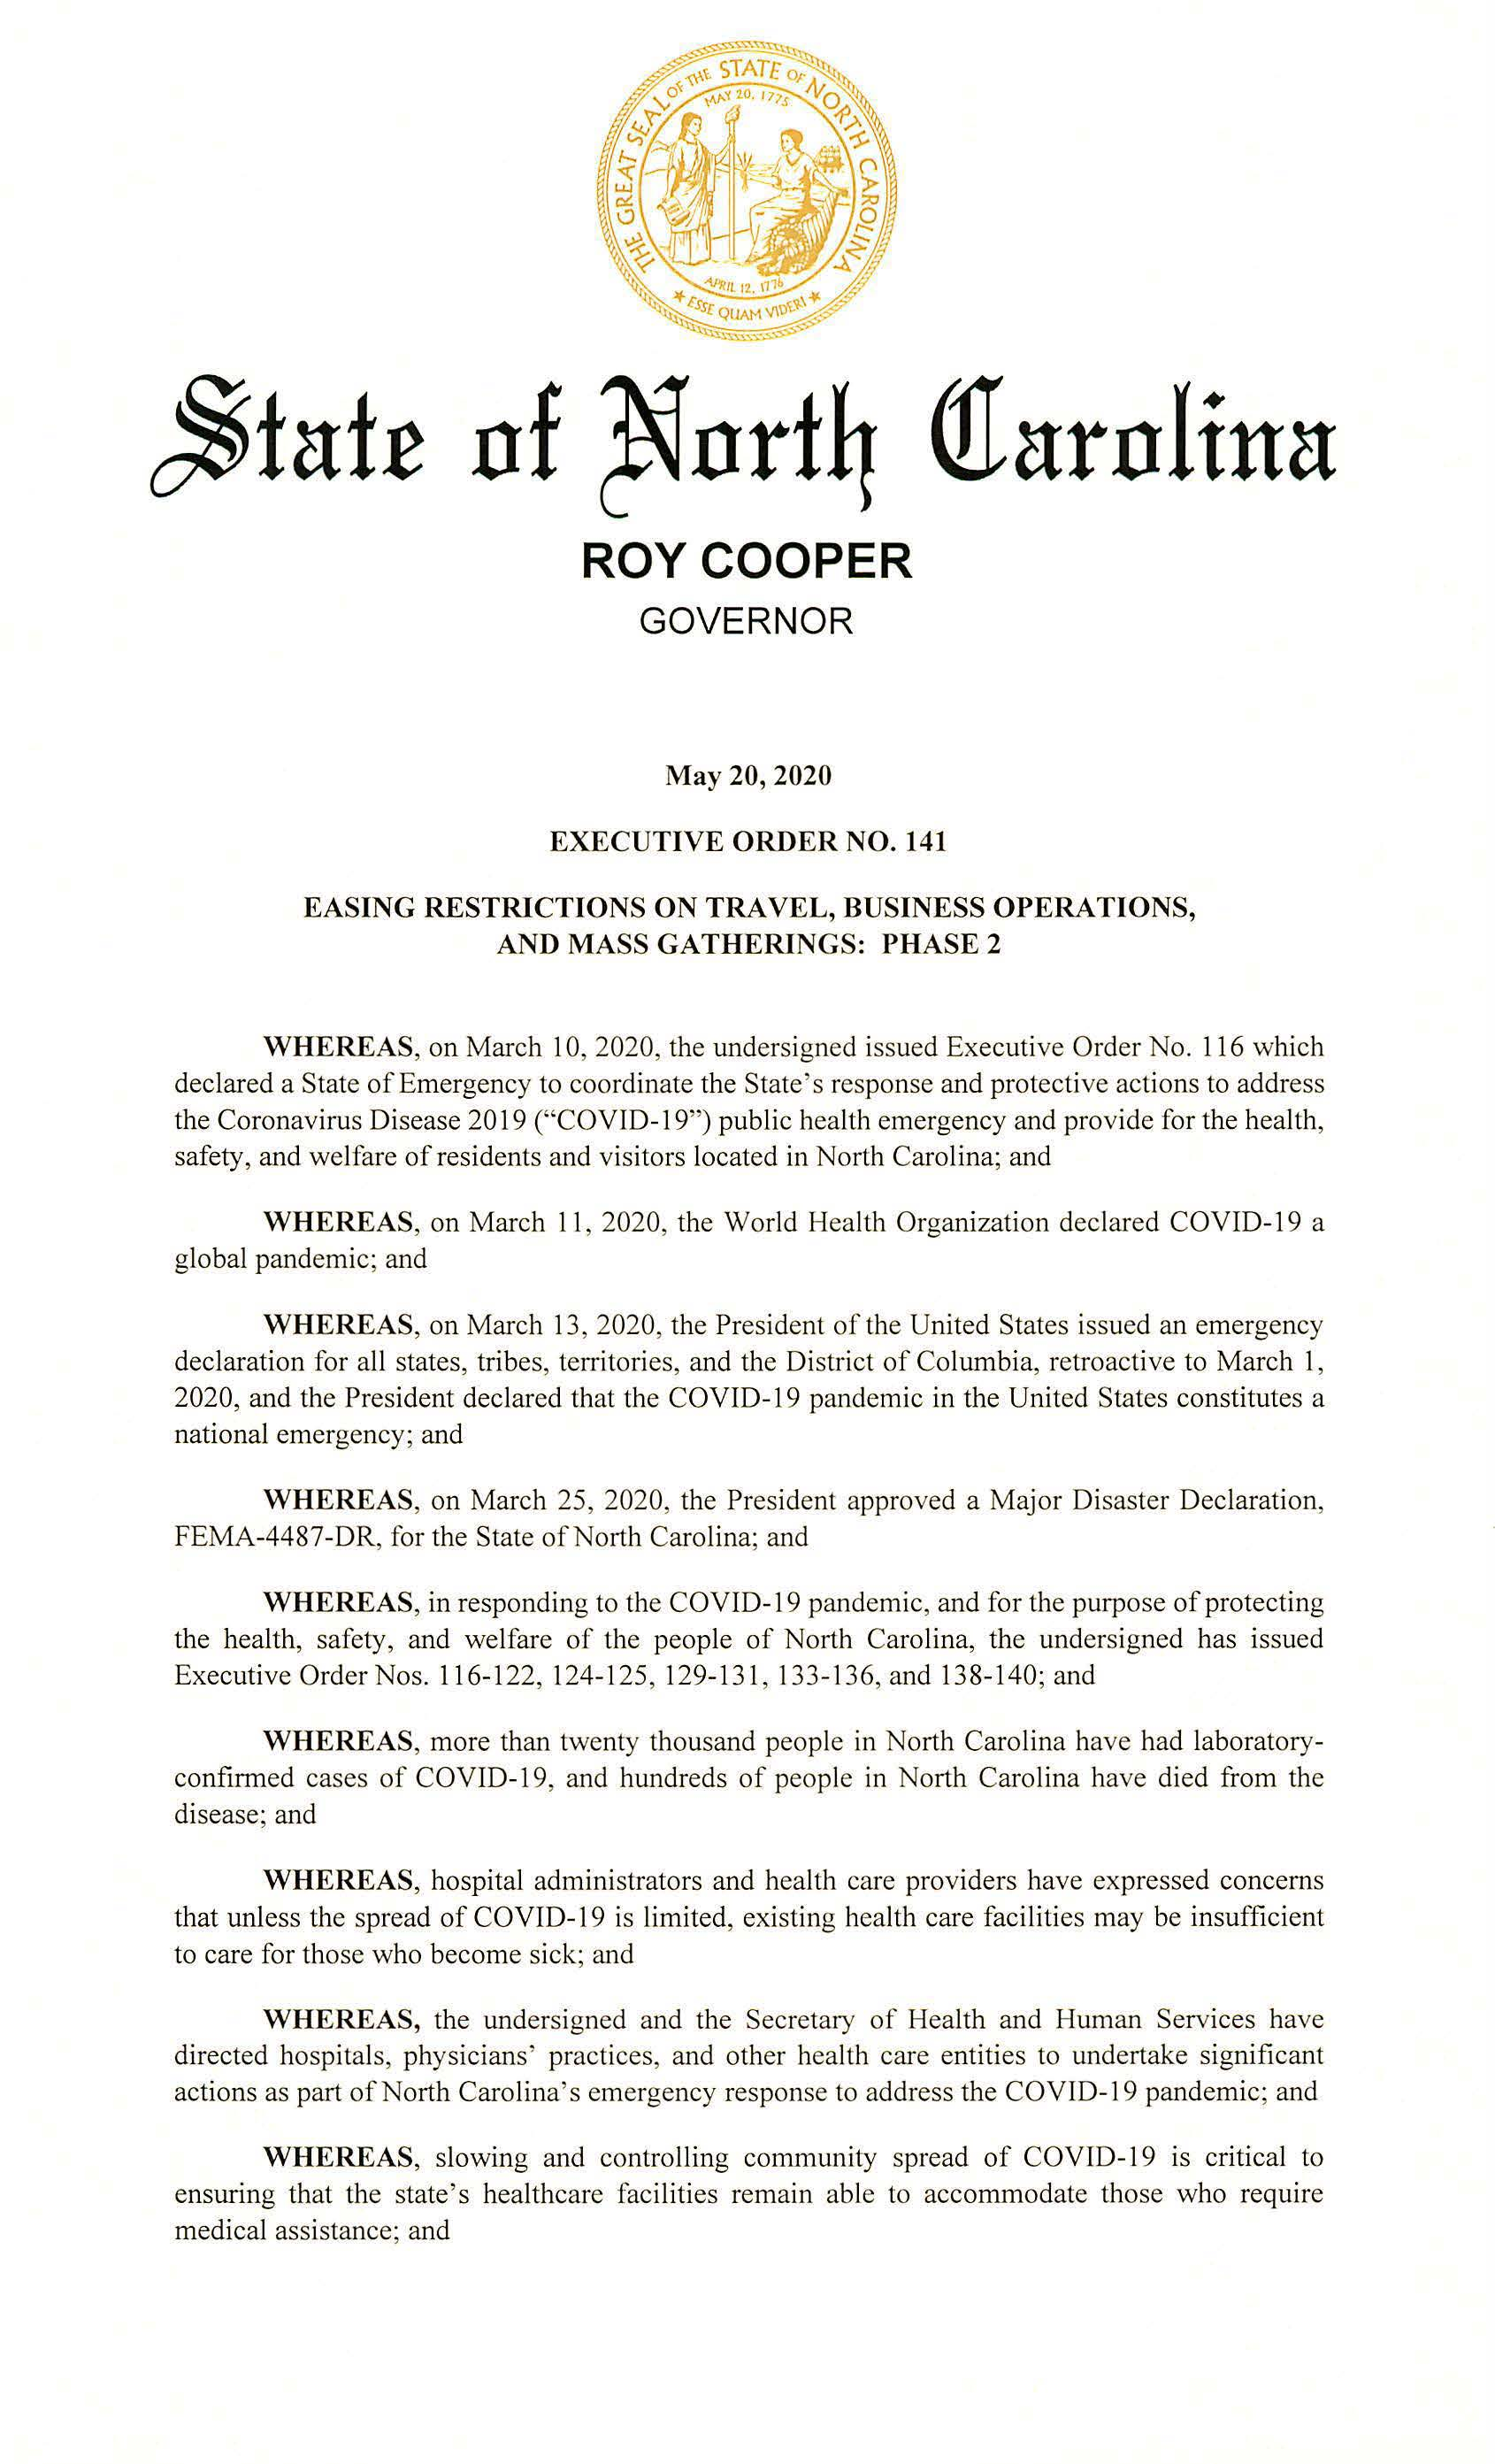 THE GREAT SEAL OF THE STATE OF NORTH CAROLINA
MAY 20, 1775
APRIL 12, 1776
★ ESSE QUAM VIDERI ★
State of North Carolina
ROY COOPER
GOVERNOR
May 20, 2020
EXECUTIVE ORDER NO. 141
EASING RESTRICTIONS ON TRAVEL, BUSINESS OPERATIONS,
AND MASS GATHERINGS: PHASE 2
WHEREAS, on March 10, 2020, the undersigned issued Executive Order No. 116 which
declared a State of Emergency to coordinate the State's response and protective actions to address
the Coronavirus Disease 2019 (“COVID-19”) public health emergency and provide for the health,
safety, and welfare of residents and visitors located in North Carolina; and
WHEREAS, on March 11, 2020, the World Health Organization declared COVID-19 a
global pandemic; and
WHEREAS, on March 13, 2020, the President of the United States issued an emergency
declaration for all states, tribes, territories, and the District of Columbia, retroactive to March 1,
2020, and the President declared that the COVID-19 pandemic in the United States constitutes a
national emergency; and
WHEREAS, on March 25, 2020, the President approved a Major Disaster Declaration,
FEMA-4487-DR, for the State of North Carolina; and
WHEREAS, in responding to the COVID-19 pandemic, and for the purpose of protecting
the health, safety, and welfare of the people of North Carolina, the undersigned has issued
Executive Order Nos. 116-122, 124-125, 129-131, 133-136, and 138-140; and
WHEREAS, more than twenty thousand people in North Carolina have had laboratory-
confirmed cases of COVID-19, and hundreds of people in North Carolina have died from the
disease; and
WHEREAS, hospital administrators and health care providers have expressed concerns
that unless the spread of COVID-19 is limited, existing health care facilities may be insufficient
to care for those who become sick; and
WHEREAS, the undersigned and the Secretary of Health and Human Services have
directed hospitals, physicians' practices, and other health care entities to undertake significant
actions as part of North Carolina's emergency response to address the COVID-19 pandemic; and
WHEREAS, slowing and controlling community spread of COVID-19 is critical to
ensuring that the state's healthcare facilities remain able to accommodate those who require
medical assistance; and